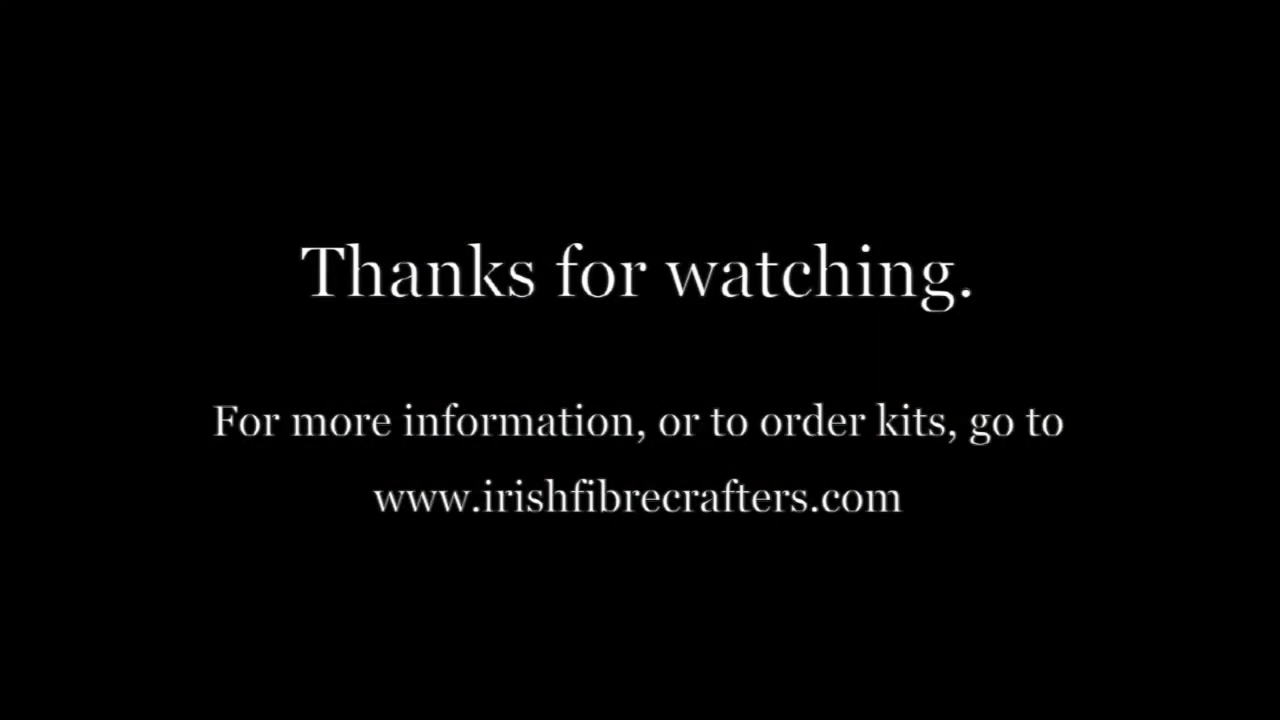 Thanks for watching.
For more information, or to order kits, go to
www.irishfibrecrafters.com